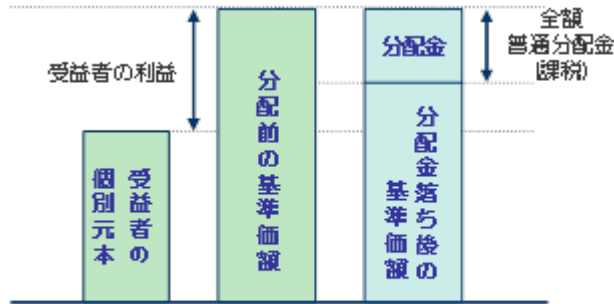 受益者の利益
受益者の
個別元本
分配前の基準価額
分配金
分配金落ち後の
基準価額
全額
普通分配金
(課税)